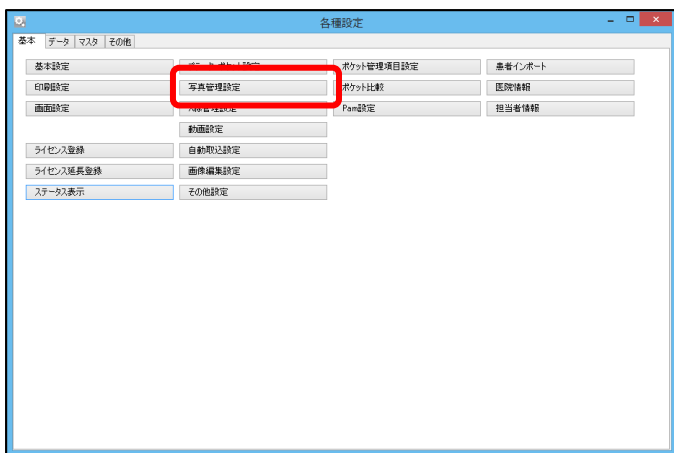 各種設定
基本 データ マスタ その他
基本設定 ポケット管理項目設定 患者インポート
印刷設定 写真管理設定 ポケット比較 医院情報
画面設定 Pam設定 担当者情報
動画設定
ライセンス登録 自動取込設定
ライセンス延長登録 画像編集設定
ステータス表示 その他設定